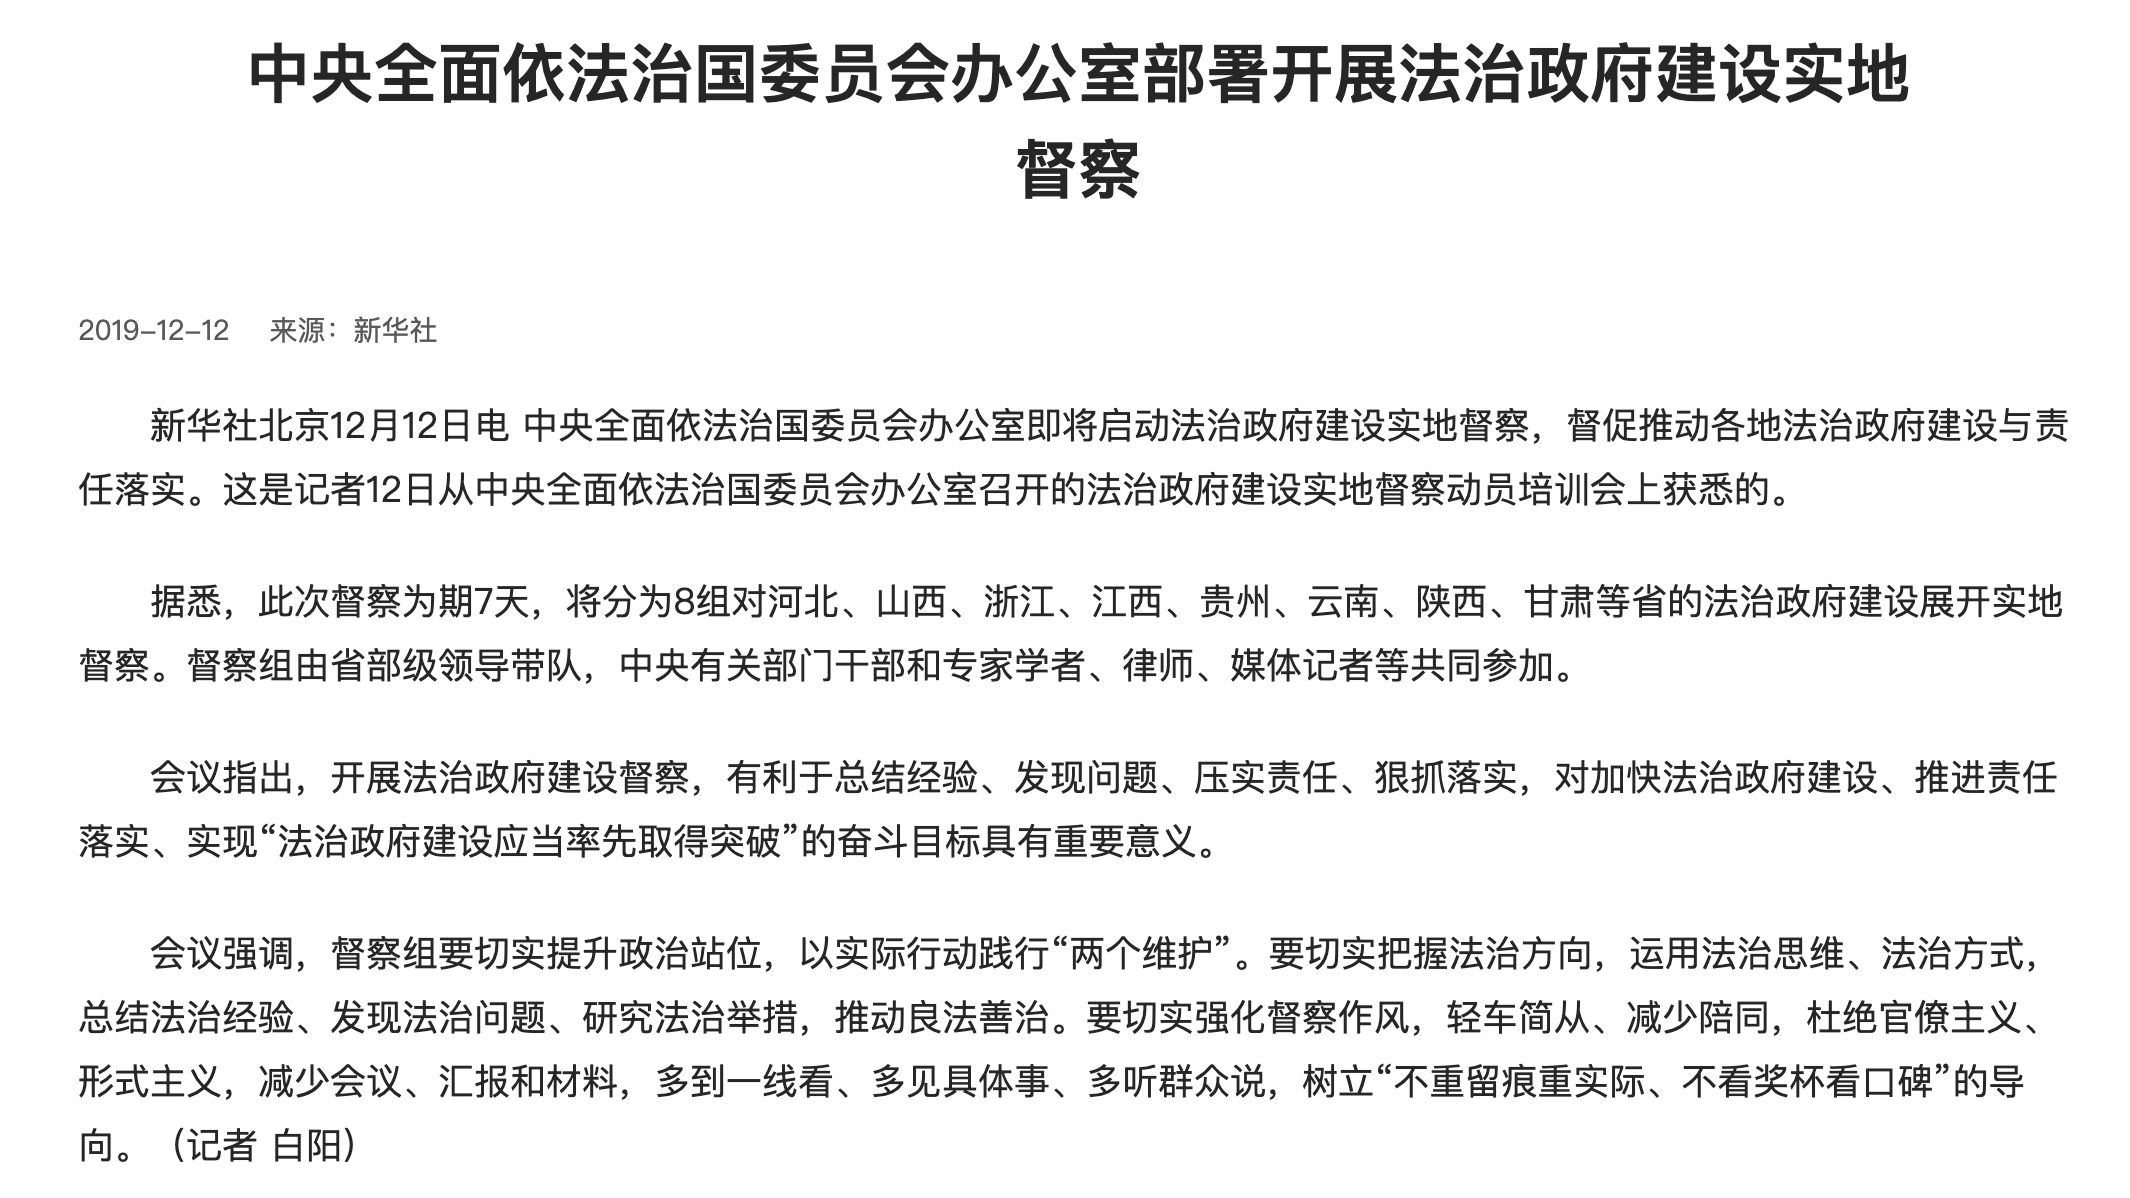 中央全面依法治国委员会办公室部署开展法治政府建设实地
督察
2019-12-12 来源：新华社
新华社北京12月12日电 中央全面依法治国委员会办公室即将启动法治政府建设实地督察，督促推动各地法治政府建设与责
任落实。这是记者12日从中央全面依法治国委员会办公室召开的法治政府建设实地督察动员培训会上获悉的。
据悉，此次督察为期7天，将分为8组对河北、山西、浙江、江西、贵州、云南、陕西、甘肃等省的法治政府建设展开实地
督察。督察组由省部级领导带队，中央有关部门干部和专家学者、律师、媒体记者等共同参加。
会议指出，开展法治政府建设督察，有利于总结经验、发现问题、压实责任、狠抓落实，对加快法治政府建设、推进责任
落实、实现“法治政府建设应当率先取得突破”的奋斗目标具有重要意义。
会议强调，督察组要切实提升政治站位，以实际行动践行“两个维护”。要切实把握法治方向，运用法治思维、法治方式，
总结法治经验、发现法治问题、研究法治举措，推动良法善治。要切实强化督察作风，轻车简从、减少陪同，杜绝官僚主义、
形式主义，减少会议、汇报和材料，多到一线看、多见具体事、多听群众说，树立“不重留痕重实际、不看奖杯看口碑”的导
向。（记者 白阳）